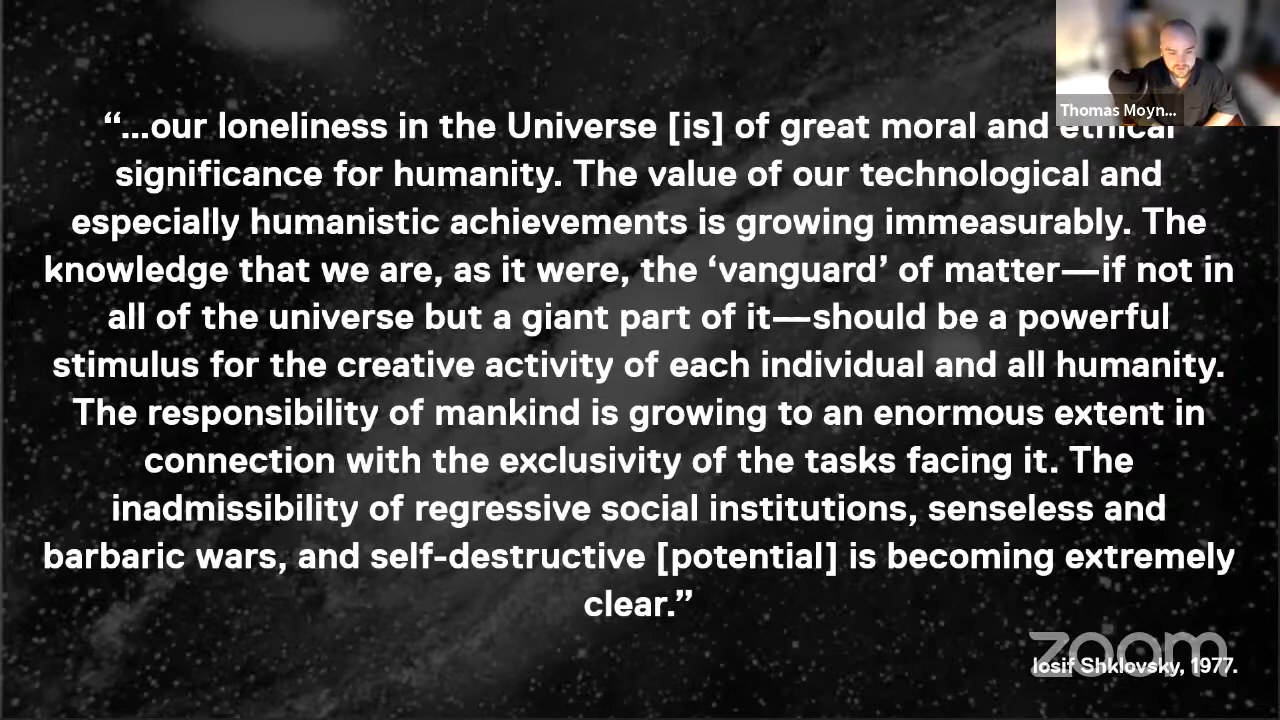 “...our loneliness in the Universe [is] of great moral and ethical
significance for humanity. The value of our technological and
especially humanistic achievements is growing immeasurably. The
knowledge that we are, as it were, the ‘vanguard’ of matter—if not in
all of the universe but a giant part of it—should be a powerful
stimulus for the creative activity of each individual and all humanity.
The responsibility of mankind is growing to an enormous extent in
connection with the exclusivity of the tasks facing it. The
inadmissibility of regressive social institutions, senseless and
barbaric wars, and self-destructive [potential] is becoming extremely
clear.”
Iosif Shklovsky, 1977.
Thomas Moyn...
zoom